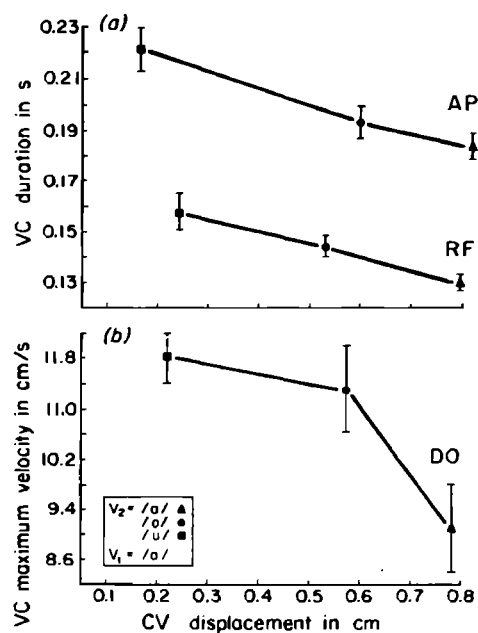 (a)
0.23
0.21
0.19
0.17
0.15
0.13
VC duration in s
AP
RF
(b)
11.8
11.0
10.2
9.4
8.6
VC maximum velocity in cm/s
DO
V₂ = /a/ ▲
/o/ ●
/u/ ■
V₁ = /a/
0.1 0.2 0.3 0.4 0.5 0.6 0.7 0.8
CV displacement in cm